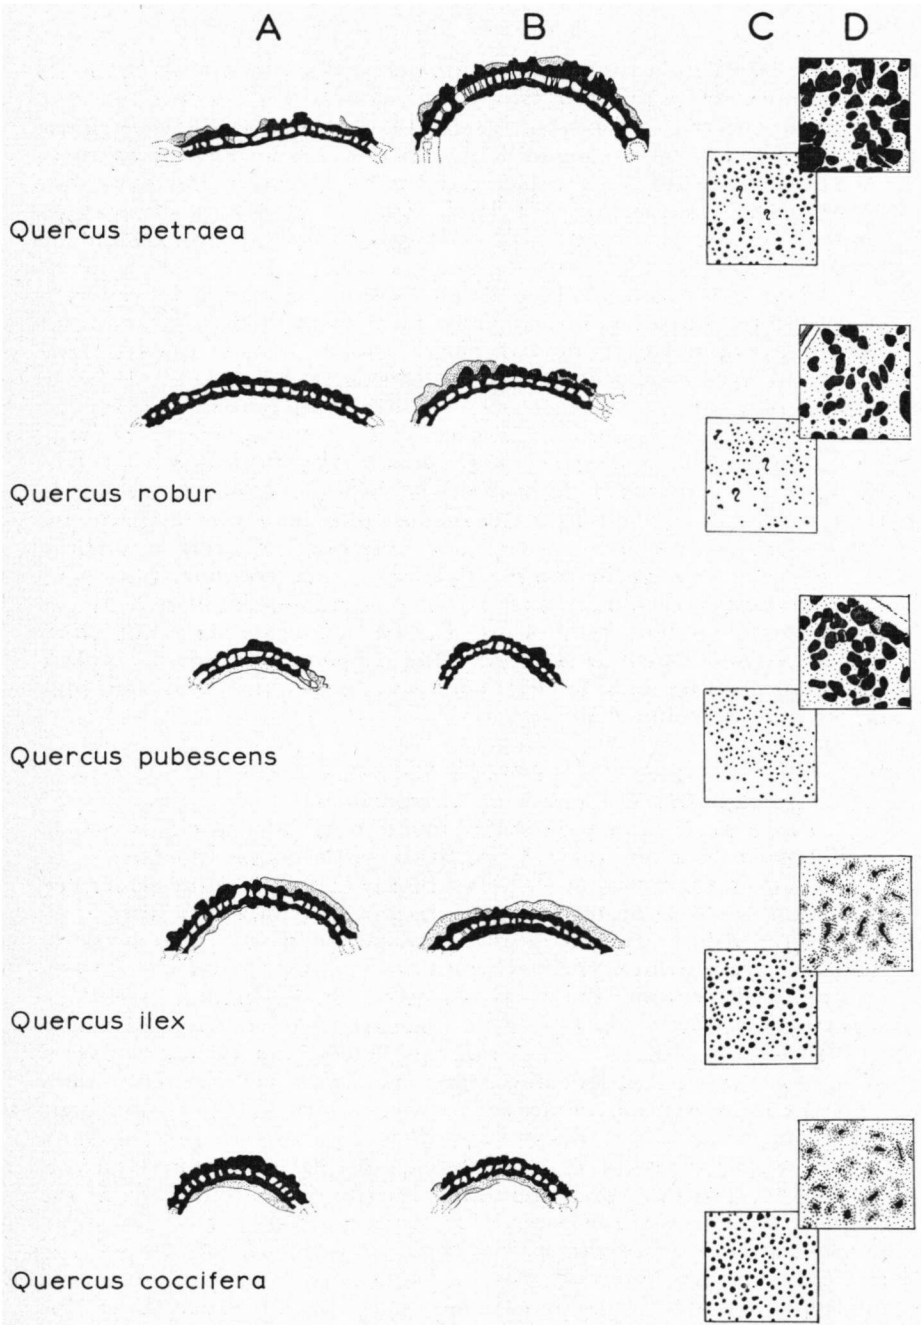 A B C D
? ?
Quercus petraea
? ?
Quercus robur
Quercus pubescens
Quercus ilex
Quercus coccifera